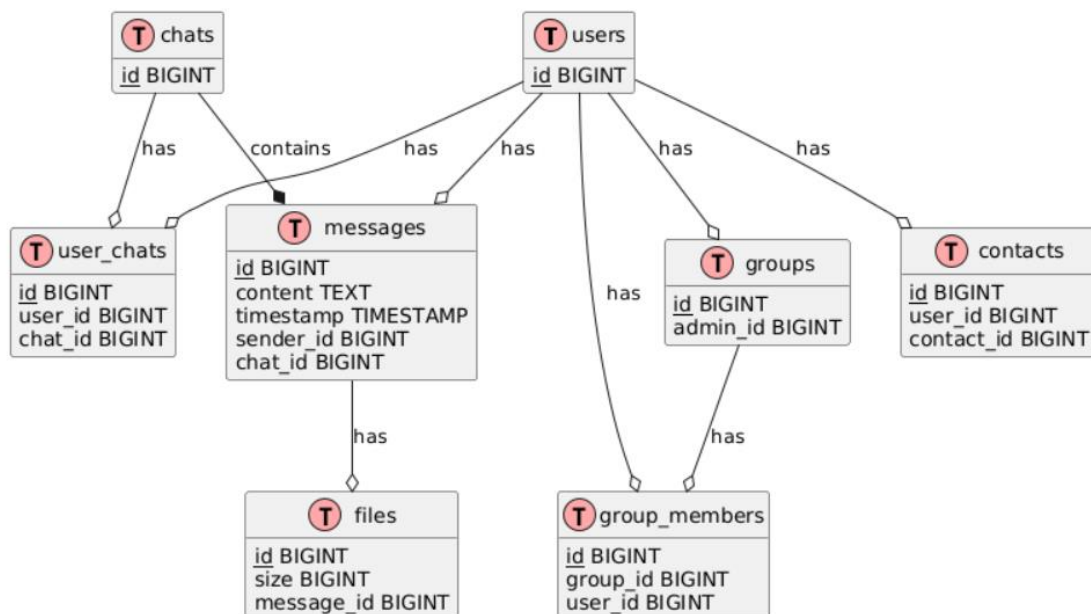 T chats
id BIGINT
T users
id BIGINT
has
contains
has
has
has
has
T user_chats
id BIGINT
user_id BIGINT
chat_id BIGINT
T messages
id BIGINT
content TEXT
timestamp TIMESTAMP
sender_id BIGINT
chat_id BIGINT
has
T groups
id BIGINT
admin_id BIGINT
T contacts
id BIGINT
user_id BIGINT
contact_id BIGINT
has
has
T files
id BIGINT
size BIGINT
message_id BIGINT
T group_members
id BIGINT
group_id BIGINT
user_id BIGINT